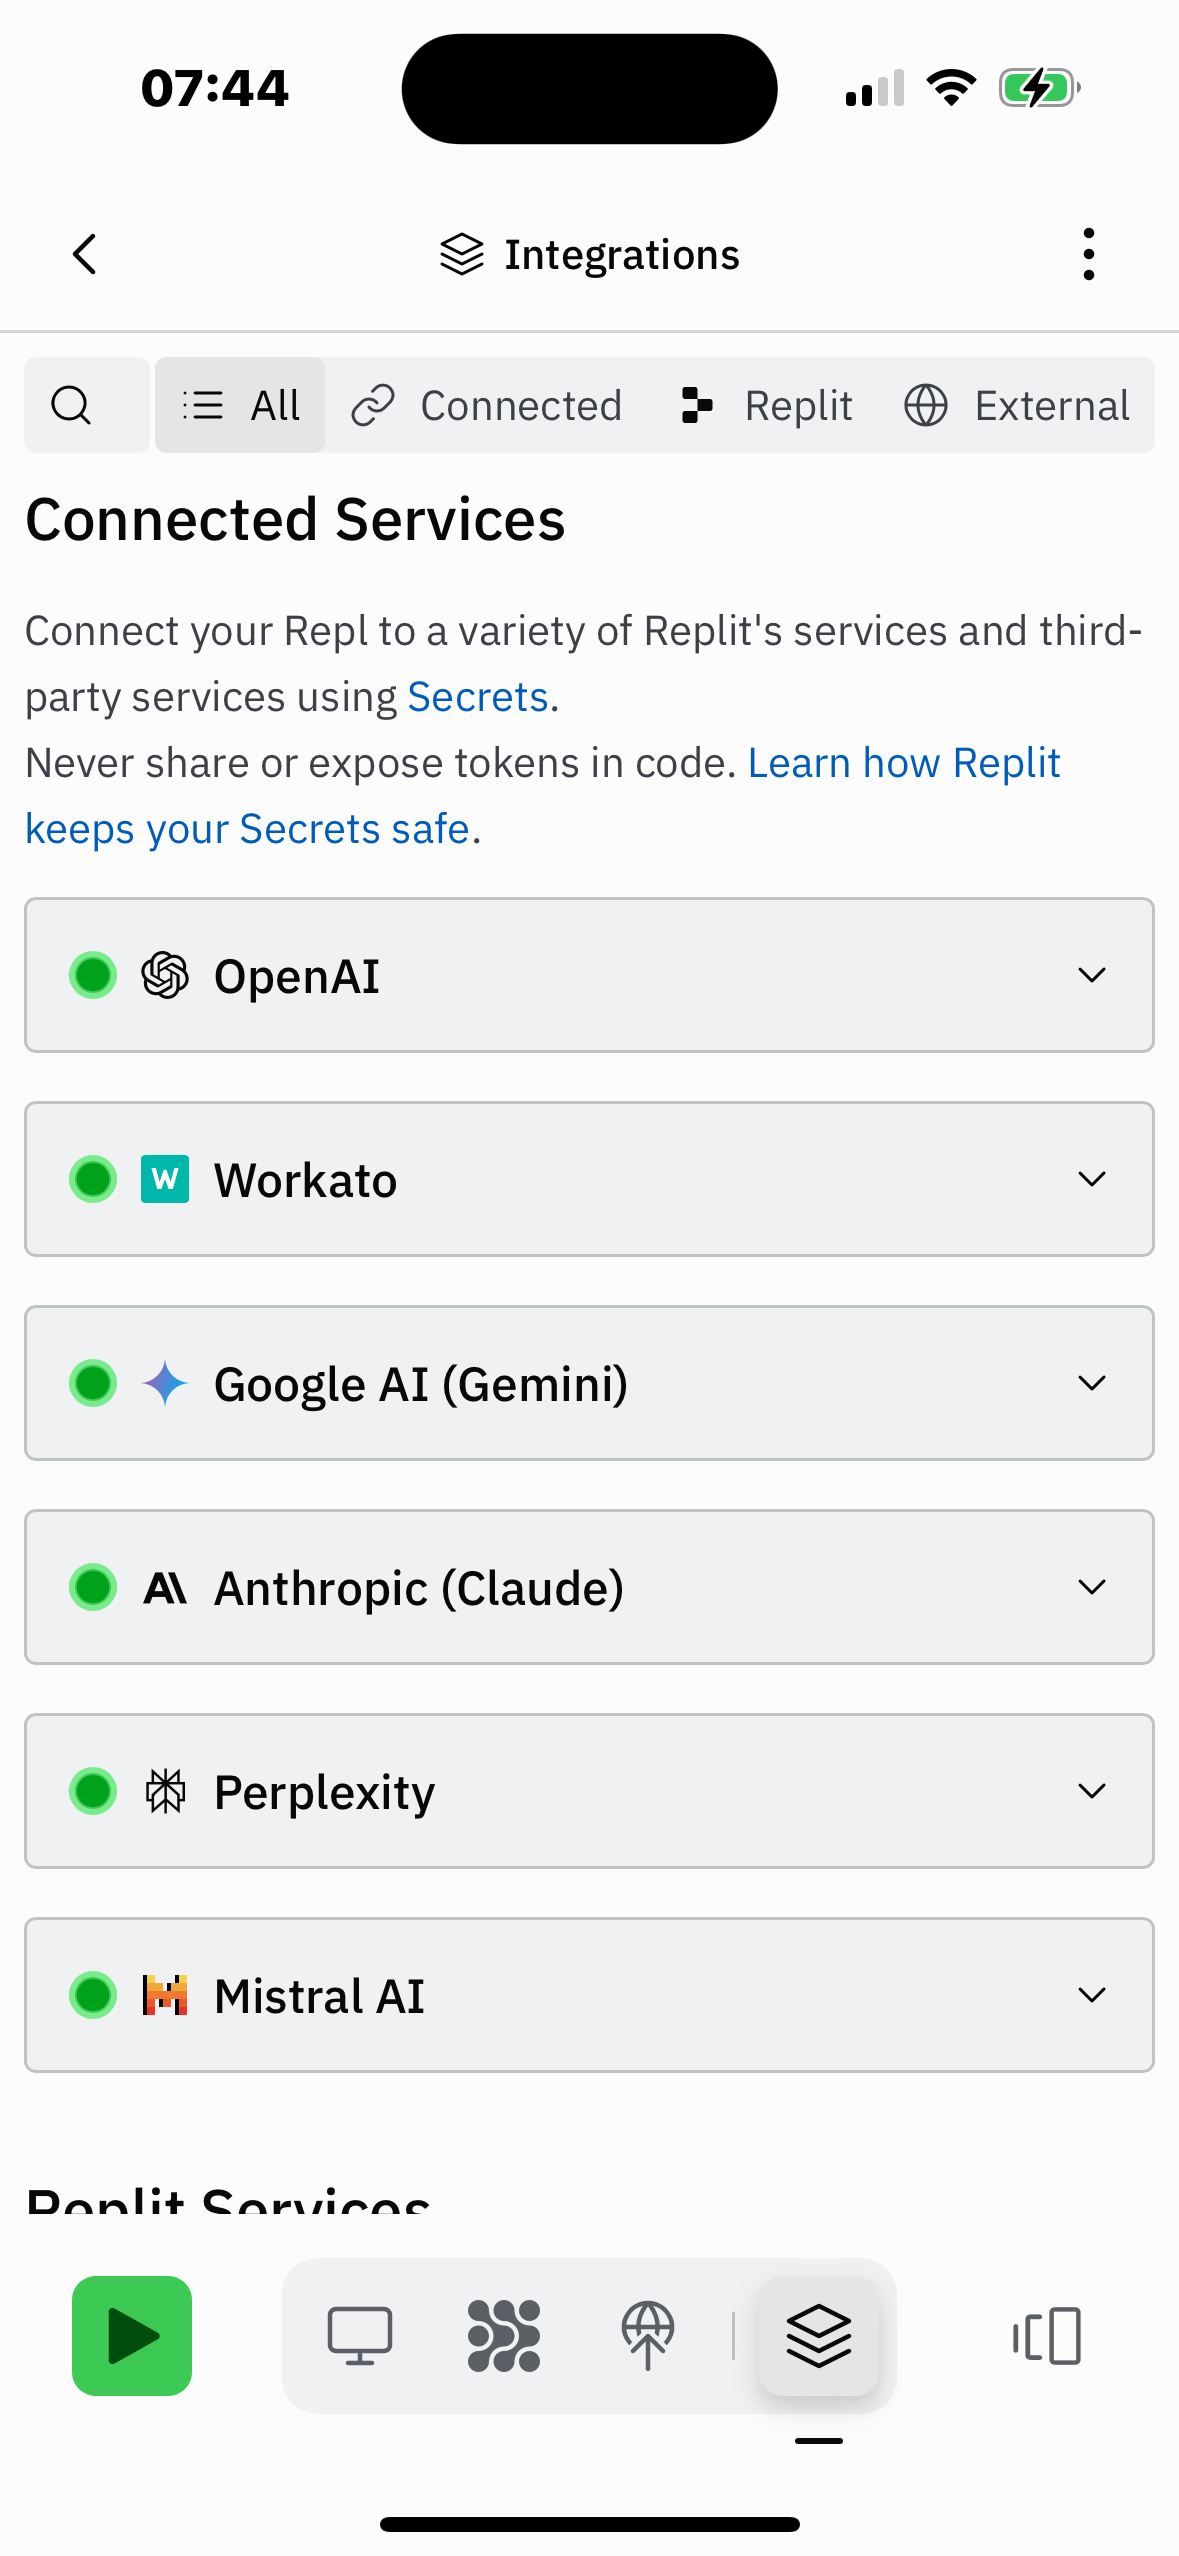 07:44
Integrations
All Connected Replit External
Connected Services
Connect your Repl to a variety of Replit's services and third-
party services using Secrets.
Never share or expose tokens in code. Learn how Replit
keeps your Secrets safe.
OpenAI
W Workato
Google AI (Gemini)
Anthropic (Claude)
Perplexity
Mistral AI
Replit Services